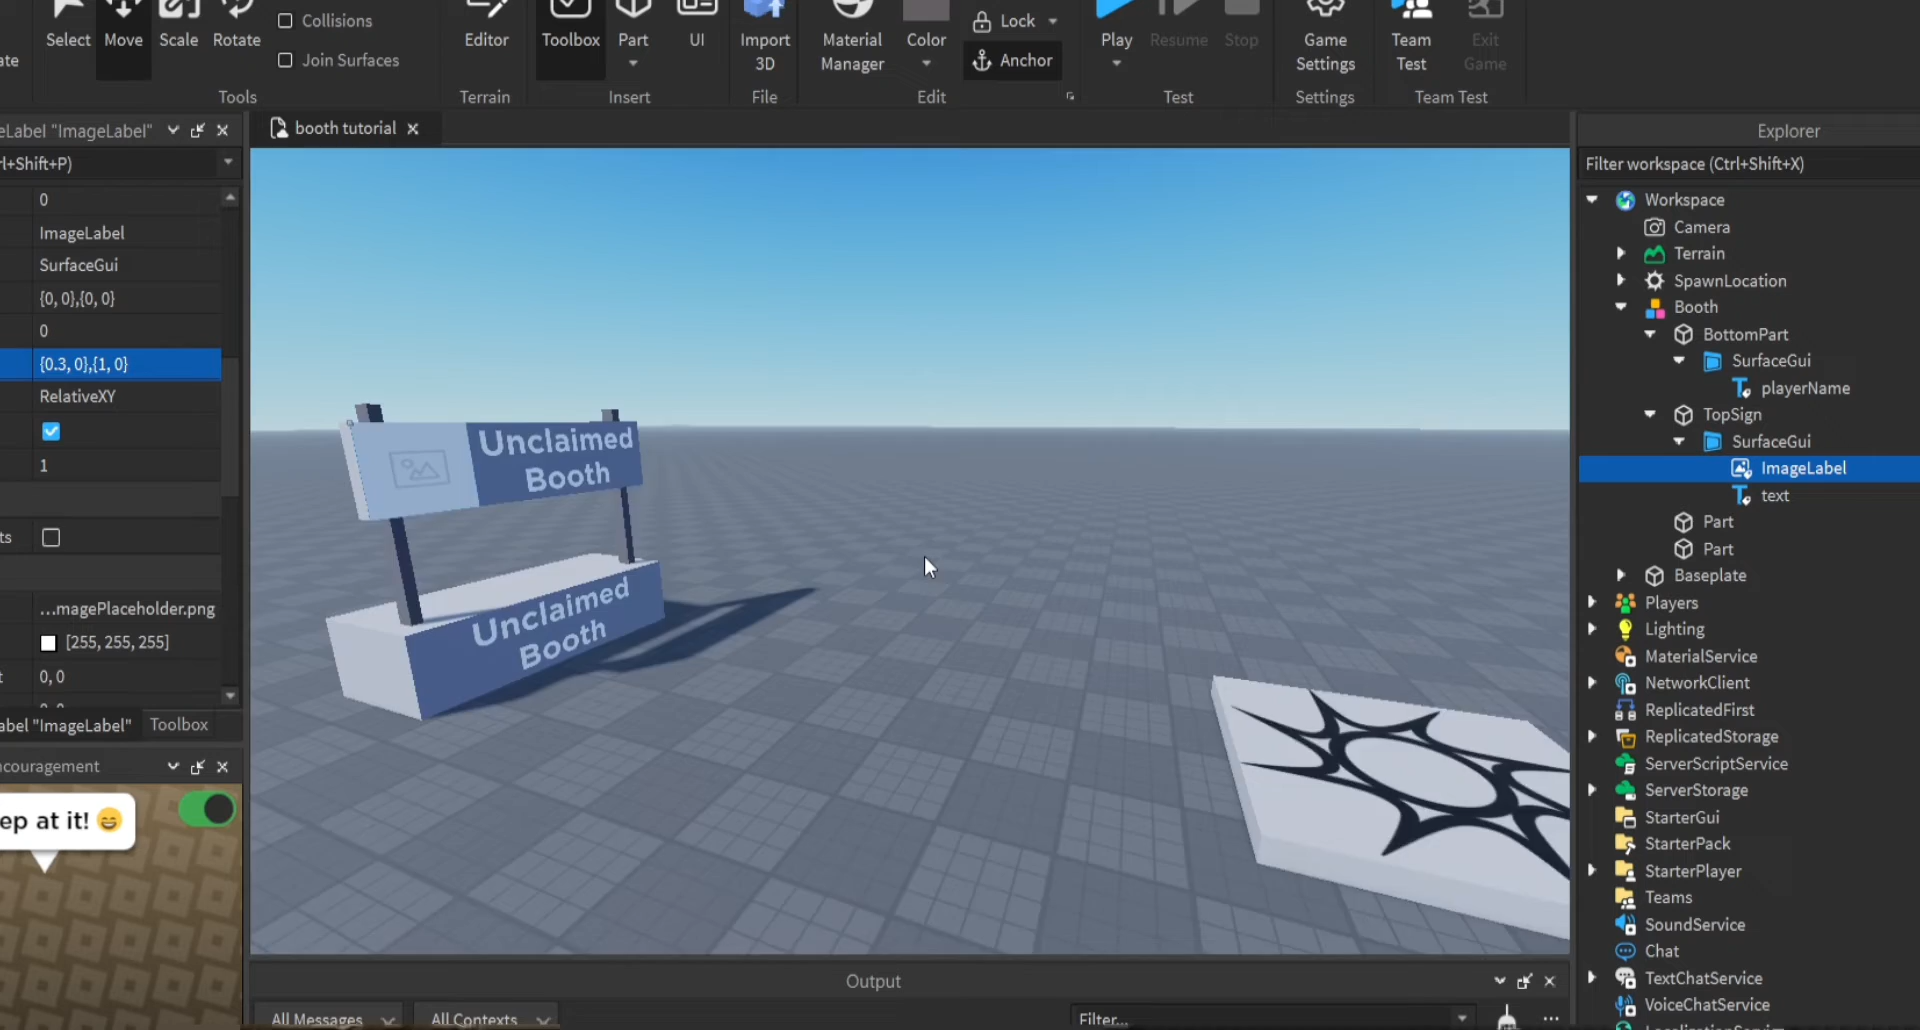 Select
Move
Scale
Rotate
Collisions
Join Surfaces
Tools
Editor
Terrain
Toolbox
Part
UI
Insert
Import
3D
File
Material
Manager
Color
Lock
Anchor
Edit
Play
Resume
Stop
Test
Game
Settings
Settings
Team
Test
Exit
Game
Team Test
eLabel "ImageLabel"
rl+Shift+P)
0
ImageLabel
SurfaceGui
{0, 0},{0, 0}
0
{0.3, 0},{1, 0}
RelativeXY
1
ts
...magePlaceholder.png
[255, 255, 255]
t 0, 0
abel "ImageLabel"
Toolbox
couragement
ep at it! 😄
booth tutorial
Unclaimed
Booth
Unclaimed
Booth
Output
All Messages
All Contexts
Filter...
Explorer
Filter workspace (Ctrl+Shift+X)
Workspace
Camera
Terrain
SpawnLocation
Booth
BottomPart
SurfaceGui
playerName
TopSign
SurfaceGui
ImageLabel
text
Part
Part
Baseplate
Players
Lighting
MaterialService
NetworkClient
ReplicatedFirst
ReplicatedStorage
ServerScriptService
ServerStorage
StarterGui
StarterPack
StarterPlayer
Teams
SoundService
Chat
TextChatService
VoiceChatService